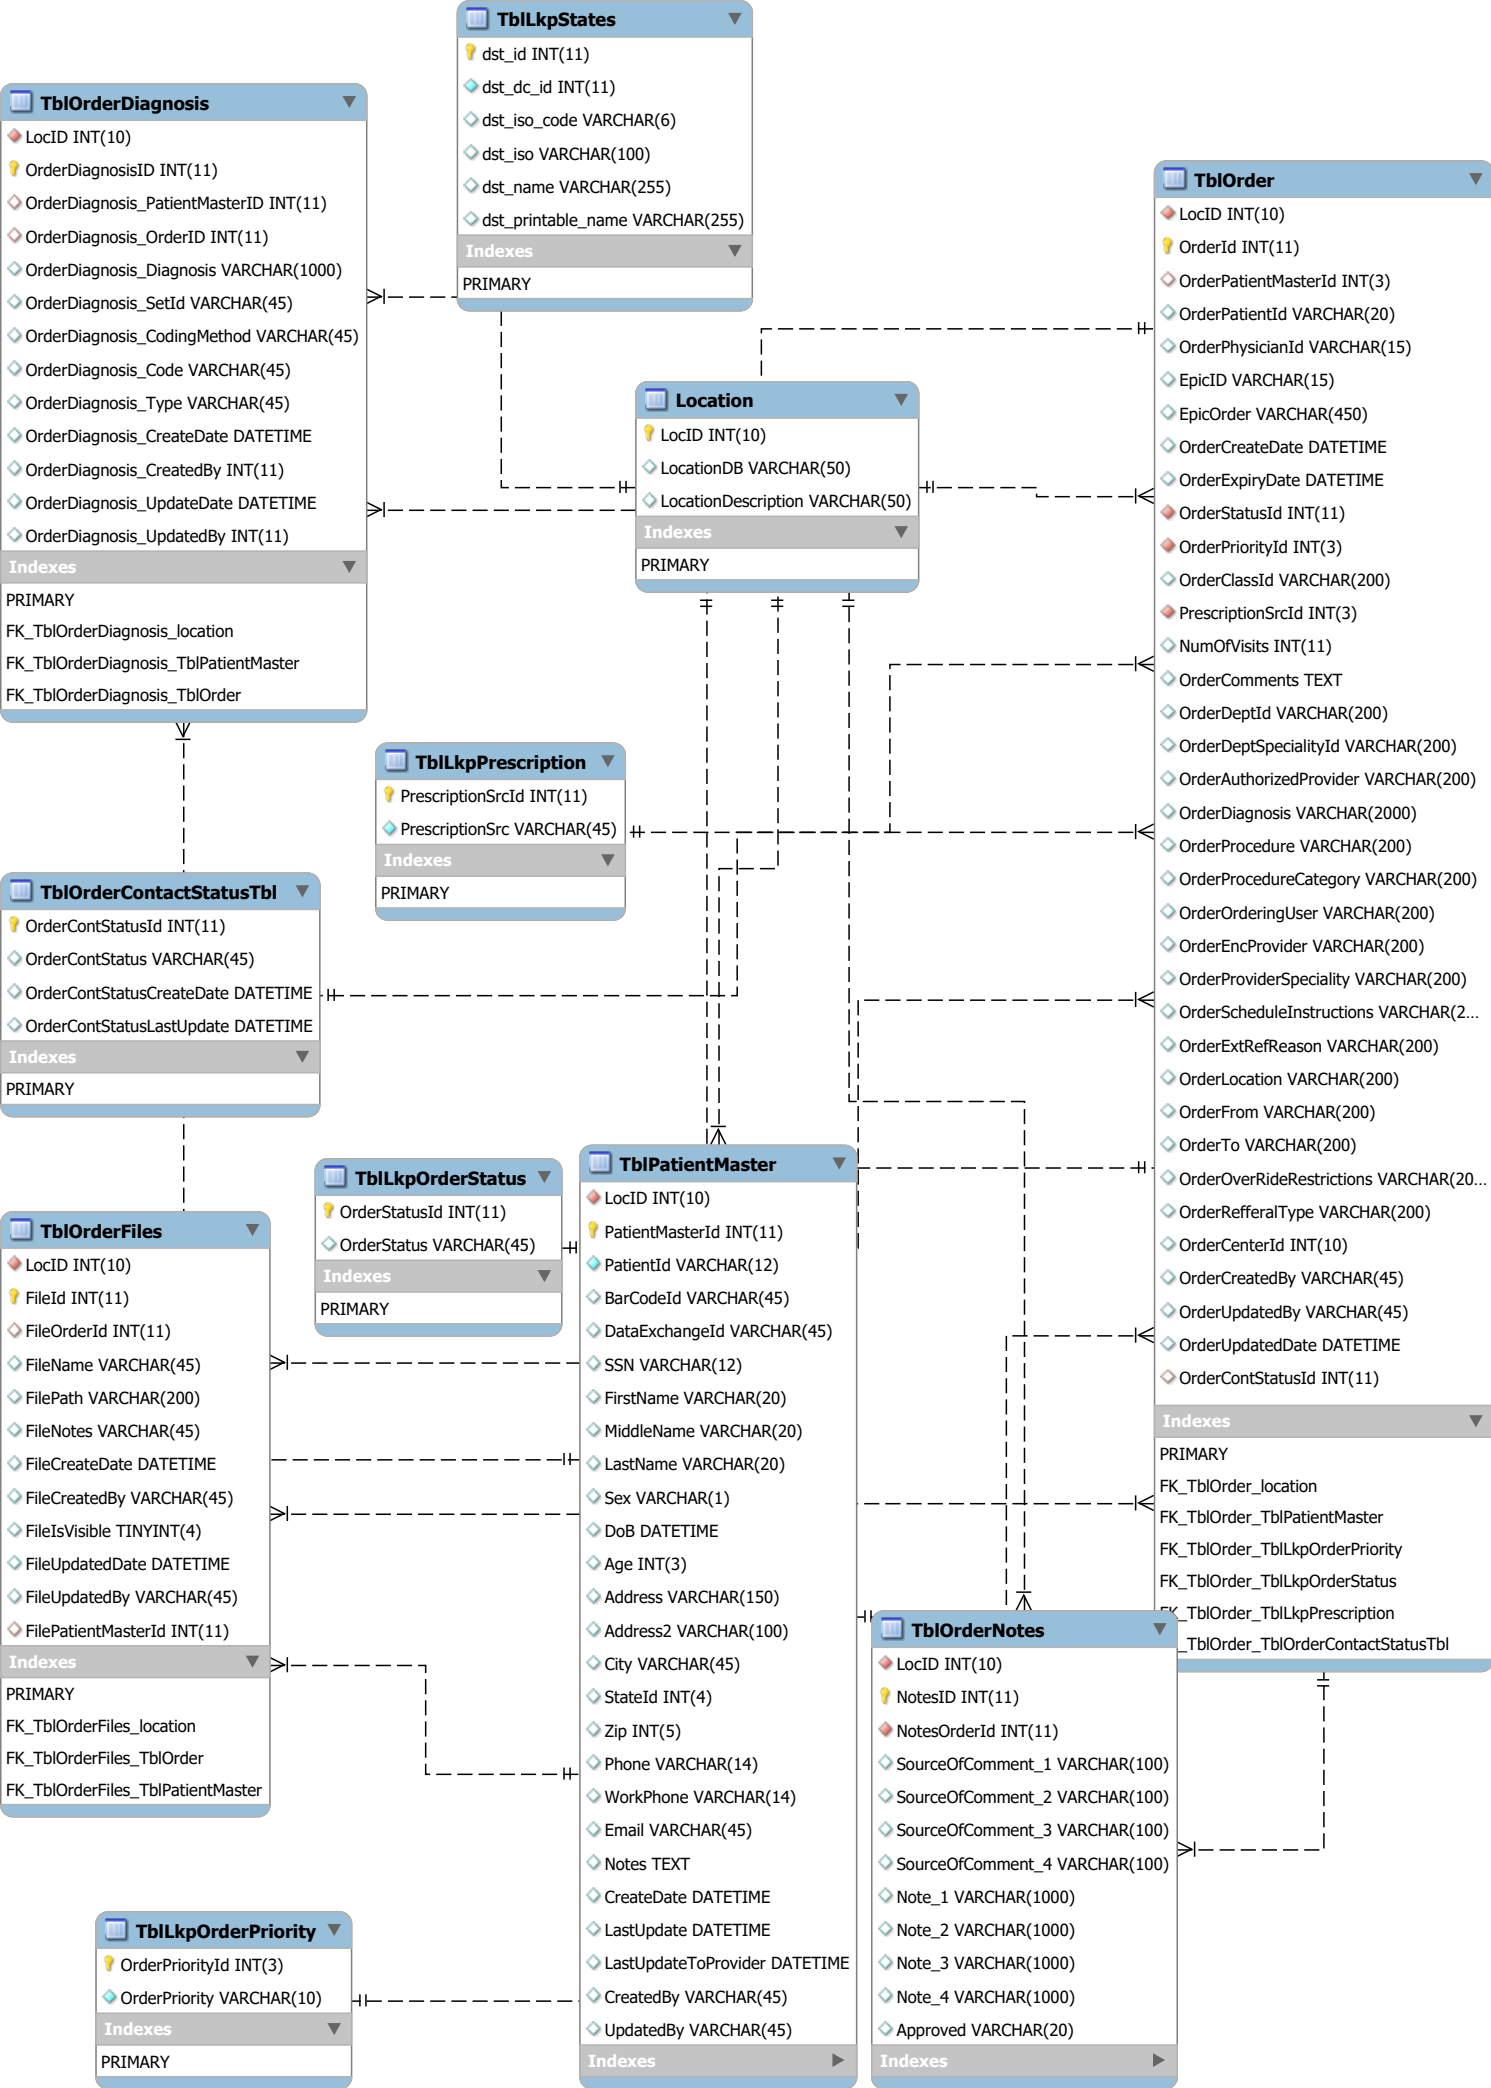 TblLkpStates
dst_id INT(11)
dst_dc_id INT(11)
dst_iso_code VARCHAR(6)
dst_iso VARCHAR(100)
dst_name VARCHAR(255)
dst_printable_name VARCHAR(255)
Indexes
PRIMARY
TblOrderDiagnosis
LocID INT(10)
OrderDiagnosisID INT(11)
OrderDiagnosis_PatientMasterID INT(11)
OrderDiagnosis_OrderID INT(11)
OrderDiagnosis_Diagnosis VARCHAR(1000)
OrderDiagnosis_SetId VARCHAR(45)
OrderDiagnosis_CodingMethod VARCHAR(45)
OrderDiagnosis_Code VARCHAR(45)
OrderDiagnosis_Type VARCHAR(45)
OrderDiagnosis_CreateDate DATETIME
OrderDiagnosis_CreatedBy INT(11)
OrderDiagnosis_UpdateDate DATETIME
OrderDiagnosis_UpdatedBy INT(11)
Indexes
PRIMARY
FK_TblOrderDiagnosis_location
FK_TblOrderDiagnosis_TblPatientMaster
FK_TblOrderDiagnosis_TblOrder
Location
LocID INT(10)
LocationDB VARCHAR(50)
LocationDescription VARCHAR(50)
Indexes
PRIMARY
TblOrder
LocID INT(10)
OrderId INT(11)
OrderPatientMasterId INT(3)
OrderPatientId VARCHAR(20)
OrderPhysicianId VARCHAR(15)
EpicID VARCHAR(15)
EpicOrder VARCHAR(450)
OrderCreateDate DATETIME
OrderExpiryDate DATETIME
OrderStatusId INT(11)
OrderPriorityId INT(3)
OrderClassId VARCHAR(200)
PrescriptionSrcId INT(3)
NumOfVisits INT(11)
OrderComments TEXT
OrderDeptId VARCHAR(200)
OrderDeptSpecialityId VARCHAR(200)
OrderAuthorizedProvider VARCHAR(200)
OrderDiagnosis VARCHAR(2000)
OrderProcedure VARCHAR(200)
OrderProcedureCategory VARCHAR(200)
OrderOrderingUser VARCHAR(200)
OrderEncProvider VARCHAR(200)
OrderProviderSpeciality VARCHAR(200)
OrderScheduleInstructions VARCHAR(2...
OrderExtRefReason VARCHAR(200)
OrderLocation VARCHAR(200)
OrderFrom VARCHAR(200)
OrderTo VARCHAR(200)
OrderOverRideRestrictions VARCHAR(20...
OrderRefferalType VARCHAR(200)
OrderCenterId INT(10)
OrderCreatedBy VARCHAR(45)
OrderUpdatedBy VARCHAR(45)
OrderUpdatedDate DATETIME
OrderContStatusId INT(11)
Indexes
PRIMARY
FK_TblOrder_location
FK_TblOrder_TblPatientMaster
FK_TblOrder_TblLkpOrderPriority
FK_TblOrder_TblLkpOrderStatus
FK_TblOrder_TblLkpPrescription
_TblOrder_TblOrderContactStatusTbl
TblLkpPrescription
PrescriptionSrcId INT(11)
PrescriptionSrc VARCHAR(45)
Indexes
PRIMARY
TblOrderContactStatusTbl
OrderContStatusId INT(11)
OrderContStatus VARCHAR(45)
OrderContStatusCreateDate DATETIME
OrderContStatusLastUpdate DATETIME
Indexes
PRIMARY
TblLkpOrderStatus
OrderStatusId INT(11)
OrderStatus VARCHAR(45)
Indexes
PRIMARY
TblOrderFiles
LocID INT(10)
FileId INT(11)
FileOrderId INT(11)
FileName VARCHAR(45)
FilePath VARCHAR(200)
FileNotes VARCHAR(45)
FileCreateDate DATETIME
FileCreatedBy VARCHAR(45)
FileIsVisible TINYINT(4)
FileUpdatedDate DATETIME
FileUpdatedBy VARCHAR(45)
FilePatientMasterId INT(11)
Indexes
PRIMARY
FK_TblOrderFiles_location
FK_TblOrderFiles_TblOrder
FK_TblOrderFiles_TblPatientMaster
TblPatientMaster
LocID INT(10)
PatientMasterId INT(11)
PatientId VARCHAR(12)
BarCodeId VARCHAR(45)
DataExchangeId VARCHAR(45)
SSN VARCHAR(12)
FirstName VARCHAR(20)
MiddleName VARCHAR(20)
LastName VARCHAR(20)
Sex VARCHAR(1)
DoB DATETIME
Age INT(3)
Address VARCHAR(150)
Address2 VARCHAR(100)
City VARCHAR(45)
StateId INT(4)
Zip INT(5)
Phone VARCHAR(14)
WorkPhone VARCHAR(14)
Email VARCHAR(45)
Notes TEXT
CreateDate DATETIME
LastUpdate DATETIME
LastUpdateToProvider DATETIME
CreatedBy VARCHAR(45)
UpdatedBy VARCHAR(45)
Indexes
TblOrderNotes
LocID INT(10)
NotesID INT(11)
NotesOrderId INT(11)
SourceOfComment_1 VARCHAR(100)
SourceOfComment_2 VARCHAR(100)
SourceOfComment_3 VARCHAR(100)
SourceOfComment_4 VARCHAR(100)
Note_1 VARCHAR(1000)
Note_2 VARCHAR(1000)
Note_3 VARCHAR(1000)
Note_4 VARCHAR(1000)
Approved VARCHAR(20)
Indexes
TblLkpOrderPriority
OrderPriorityId INT(3)
OrderPriority VARCHAR(10)
Indexes
PRIMARY